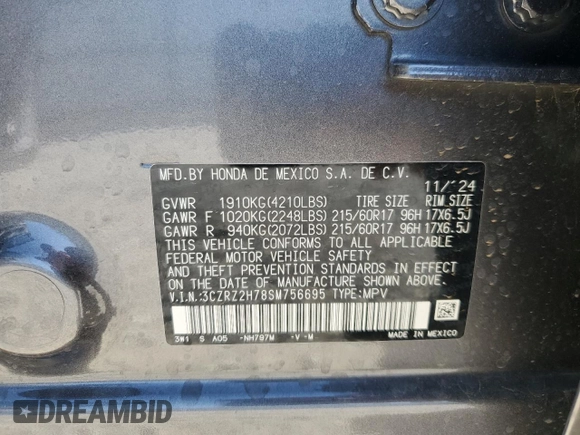 MFD.BY HONDA DE MEXICO S.A. DE C.V.
11/24
GVWR 1910KG(4210LBS) TIRE SIZE RIM SIZE
GAWR F 1020KG(2248LBS) 215/60R17 96H 17X6.5J
GAWR R 940KG(2072LBS) 215/60R17 96H 17X6.5J
THIS VEHICLE CONFORMS TO ALL APPLICABLE
FEDERAL MOTOR VEHICLE SAFETY
AND THEFT PREVENTION STANDARDS IN EFFECT
ON THE DATE OF MANUFACTURE SHOWN ABOVE.
V.I.N.:3CZRZ2H78SM756695 TYPE:MPV
3W1 S A05 -NH797M -V-M MADE IN MEXICO
DREAMBID